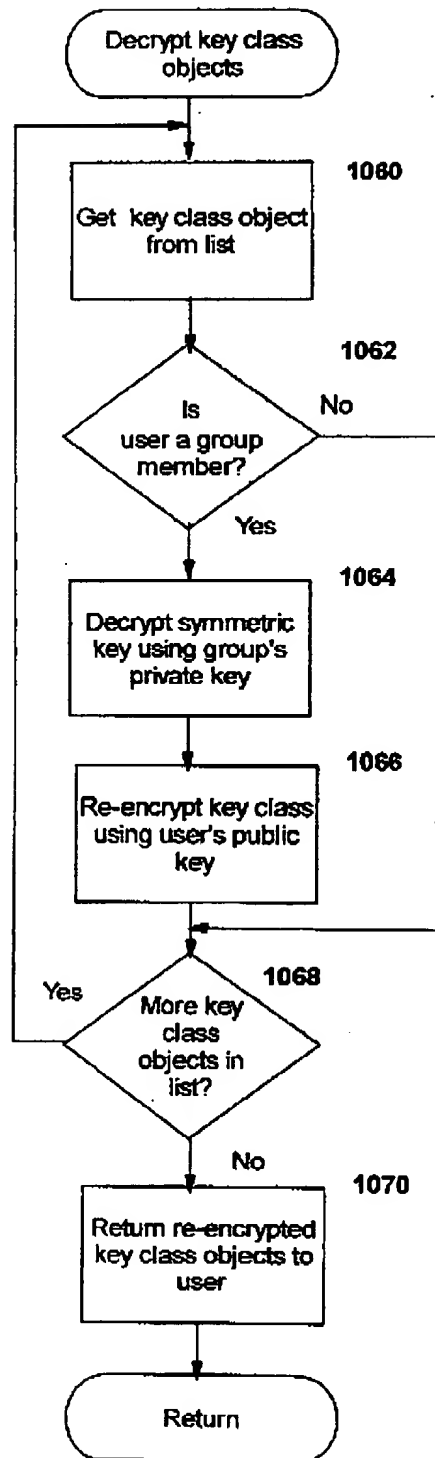 Decrypt key class
objects
1060
Get key class object
from list
1062
Is
user a group
member?
No
Yes
1064
Decrypt symmetric
key using group's
private key
1066
Re-encrypt key class
using user's public
key
1068
Yes
More key
class
objects in
list?
No
1070
Return re-encrypted
key class objects to
user
Return